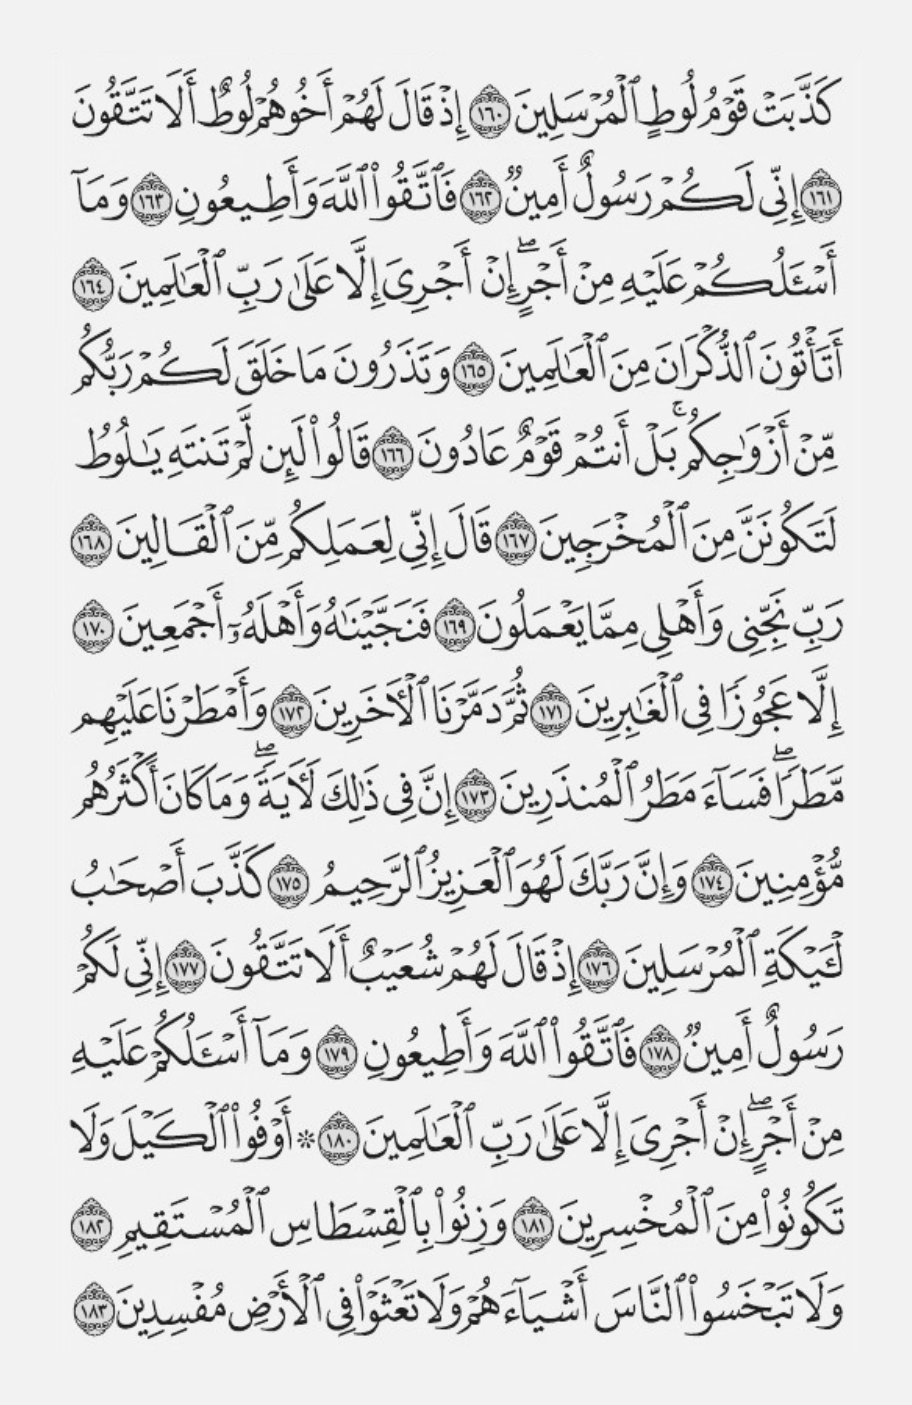 كَذَّبَتْ قَوْمُ لُوطٍ ٱلْمُرْسَلِينَ ١٦٠ إِذْ قَالَ لَهُمْ أَخُوهُمْ لُوطٌ أَلَا تَتَّقُونَ
١٦١ إِنِّى لَكُمْ رَسُولٌ أَمِينٌ ١٦٢ فَٱتَّقُوا۟ ٱللَّهَ وَأَطِيعُونِ ١٦٣ وَمَآ
أَسْـَٔلُكُمْ عَلَيْهِ مِنْ أَجْرٍ ۖ إِنْ أَجْرِىَ إِلَّا عَلَىٰ رَبِّ ٱلْعَـٰلَمِينَ ١٦٤
أَتَأْتُونَ ٱلذُّكْرَانَ مِنَ ٱلْعَـٰلَمِينَ ١٦٥ وَتَذَرُونَ مَا خَلَقَ لَكُمْ رَبُّكُم
مِّنْ أَزْوَٰجِكُم ۚ بَلْ أَنتُمْ قَوْمٌ عَادُونَ ١٦٦ قَالُوا۟ لَئِن لَّمْ تَنتَهِ يَـٰلُوطُ
لَتَكُونَنَّ مِنَ ٱلْمُخْرَجِينَ ١٦٧ قَالَ إِنِّى لِعَمَلِكُم مِّنَ ٱلْقَالِينَ ١٦٨
رَبِّ نَجِّنِى وَأَهْلِى مِمَّا يَعْمَلُونَ ١٦٩ فَنَجَّيْنَـٰهُ وَأَهْلَهُۥٓ أَجْمَعِينَ ١٧٠
إِلَّا عَجُوزًا فِى ٱلْغَـٰبِرِينَ ١٧١ ثُمَّ دَمَّرْنَا ٱلْـَٔاخَرِينَ ١٧٢ وَأَمْطَرْنَا عَلَيْهِم
مَّطَرًا ۖ فَسَآءَ مَطَرُ ٱلْمُنذَرِينَ ١٧٣ إِنَّ فِى ذَٰلِكَ لَـَٔايَةً ۖ وَمَا كَانَ أَكْثَرُهُم
مُّؤْمِنِينَ ١٧٤ وَإِنَّ رَبَّكَ لَهُوَ ٱلْعَزِيزُ ٱلرَّحِيمُ ١٧٥ كَذَّبَ أَصْحَـٰبُ
لْـَٔيْكَةِ ٱلْمُرْسَلِينَ ١٧٦ إِذْ قَالَ لَهُمْ شُعَيْبٌ أَلَا تَتَّقُونَ ١٧٧ إِنِّى لَكُمْ
رَسُولٌ أَمِينٌ ١٧٨ فَٱتَّقُوا۟ ٱللَّهَ وَأَطِيعُونِ ١٧٩ وَمَآ أَسْـَٔلُكُمْ عَلَيْهِ
مِنْ أَجْرٍ ۖ إِنْ أَجْرِىَ إِلَّا عَلَىٰ رَبِّ ٱلْعَـٰلَمِينَ ١٨٠ ۞ أَوْفُوا۟ ٱلْكَيْلَ وَلَا
تَكُونُوا۟ مِنَ ٱلْمُخْسِرِينَ ١٨١ وَزِنُوا۟ بِٱلْقِسْطَاسِ ٱلْمُسْتَقِيمِ ١٨٢
وَلَا تَبْخَسُوا۟ ٱلنَّاسَ أَشْيَآءَهُمْ وَلَا تَعْثَوْا۟ فِى ٱلْأَرْضِ مُفْسِدِينَ ١٨٣